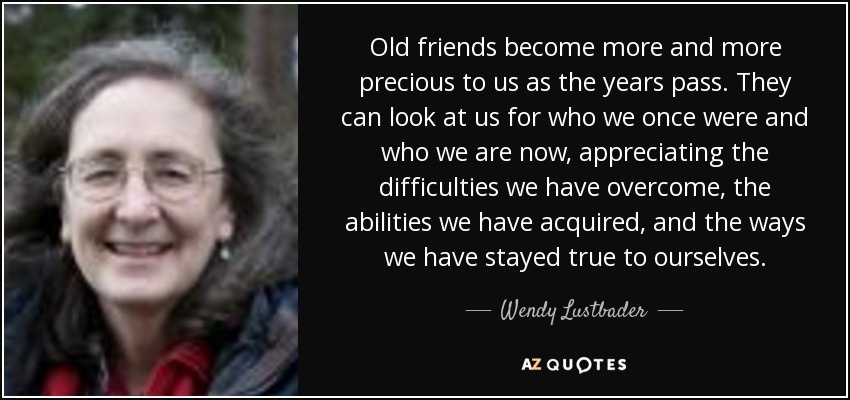 Old friends become more and more
precious to us as the years pass. They
can look at us for who we once were and
who we are now, appreciating the
difficulties we have overcome, the
abilities we have acquired, and the ways
we have stayed true to ourselves.
Wendy Lustbader
AZ QUOTES